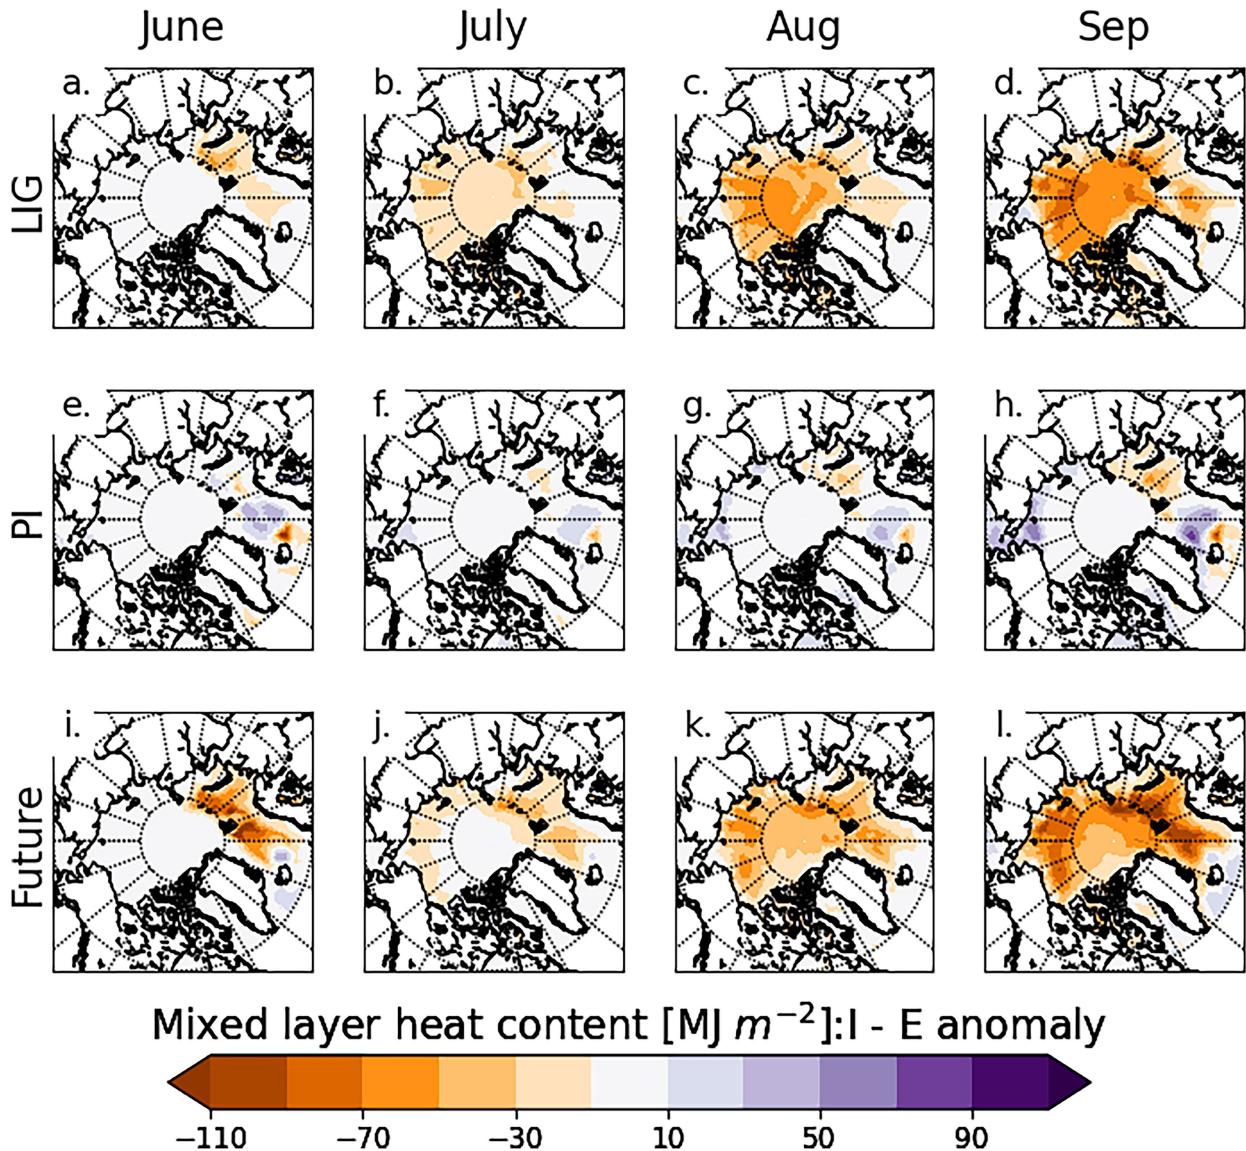 June July Aug Sep
a. b. c. d.
LIG
e. f. g. h.
PI
i. j. k. l.
Future
Mixed layer heat content [MJ m⁻²]:I - E anomaly
−110 −70 −30 10 50 90